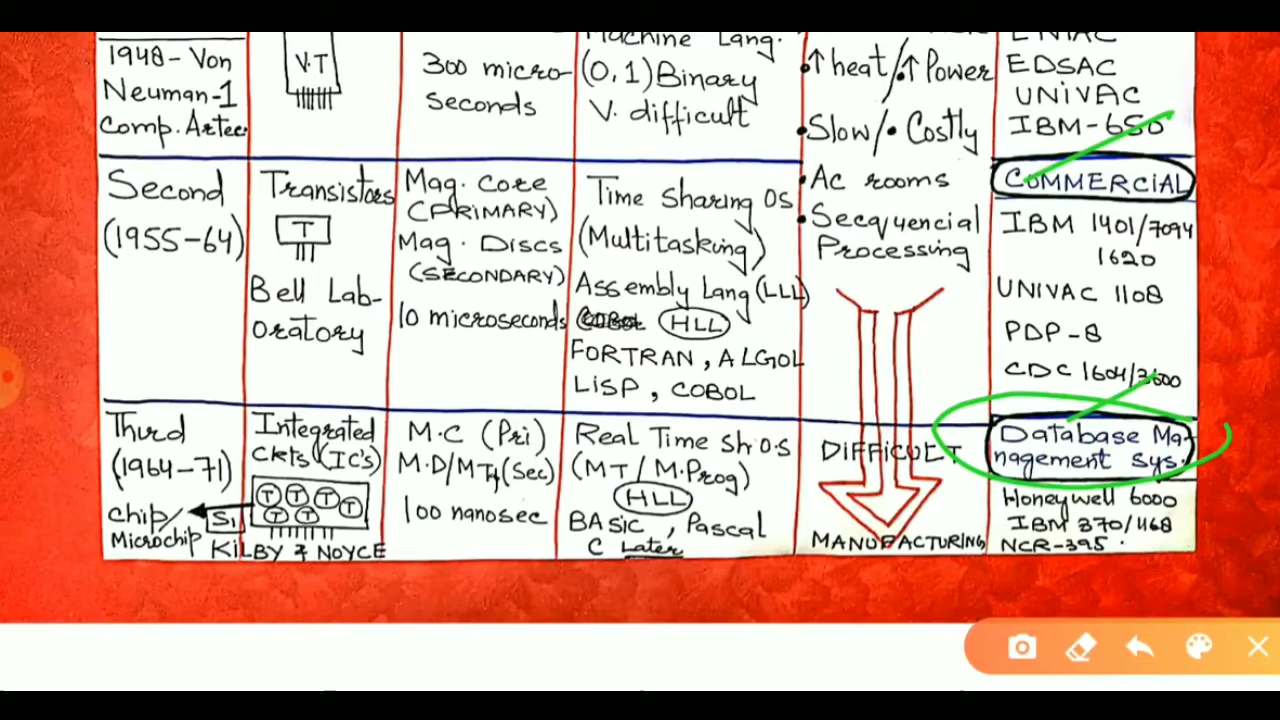 1948- Von
Neuman-1
Comp. Artec
V.T
300 micro-
seconds
Machine Lang.
(0,1) Binary
V. difficult
↑heat/.↑Power
Slow/• Costly
ENIAC
EDSAC
UNIVAC
IBM-650
Second
(1955-64)
Transistors
T
Bell Lab-
oratory
Mag. Core
(PRIMARY)
Mag. Discs
(SECONDARY)
10 microseconds
Time sharing OS
(Multitasking)
Assembly Lang (LLL)
COBOL HLL
FORTRAN, ALGOL
LISP, COBOL
• Ac rooms
• Secquencial
Processing
COMMERCIAL
IBM 1401/7094
1620
UNIVAC 1108
PDP-8
CDC 1604/3600
Third
(1964-71)
chip/
Microchip
Integrated
ckts (IC's)
T T T T
T T
Si
KILBY & NOYCE
M.C (Pri)
M.D/MT (Sec)
100 nanosec
Real Time sh OS
(MT / M.Prog)
HLL
BASIC, Pascal
C Later
DIFFICULT
MANUFACTURING
Database Ma-
nagement Sys.
Honeywell 6000
IBM 370/168
NCR-395.